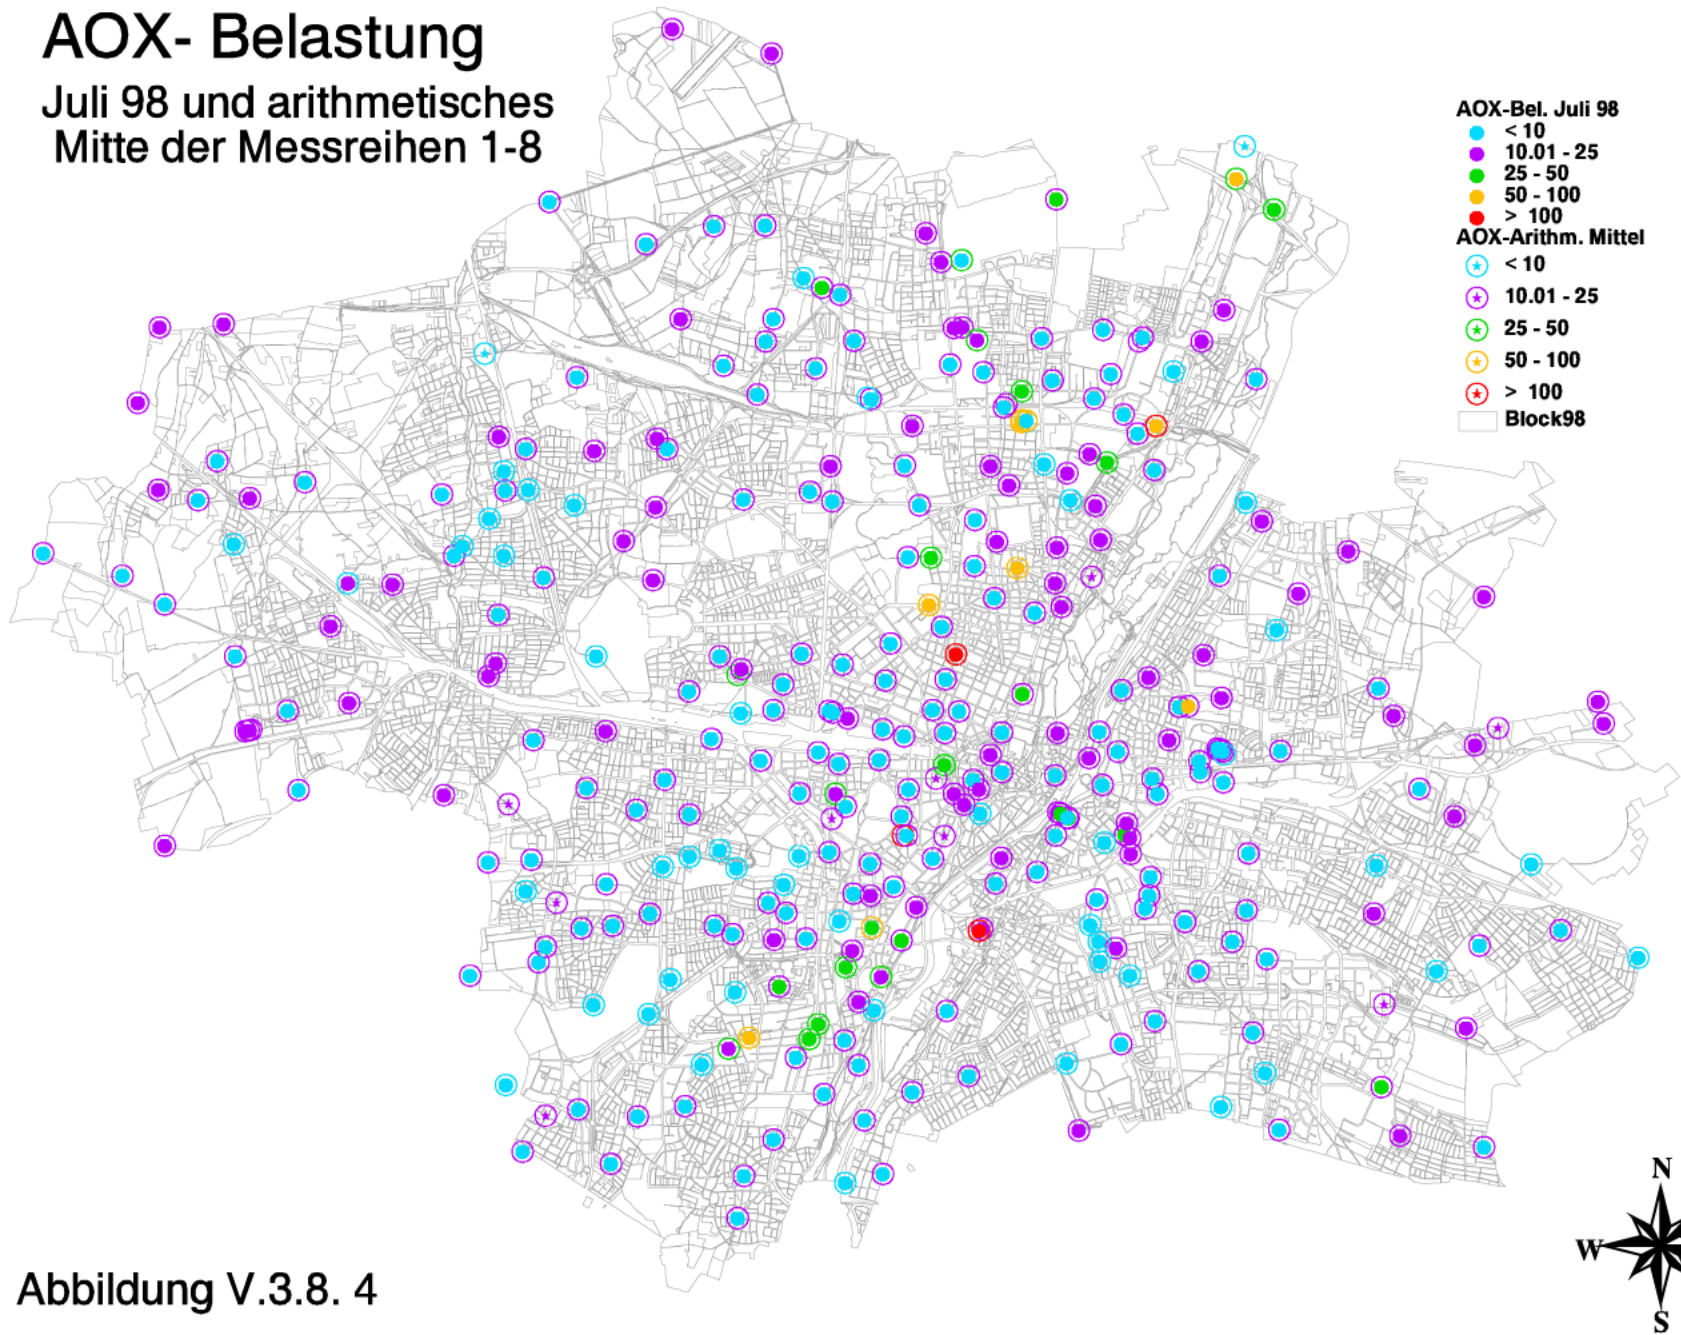 AOX- Belastung
Juli 98 und arithmetisches
Mitte der Messreihen 1-8
AOX-Bel. Juli 98
< 10
10.01 - 25
25 - 50
50 - 100
> 100
AOX-Arithm. Mittel
< 10
10.01 - 25
25 - 50
50 - 100
> 100
Block98
N
W
S
Abbildung V.3.8. 4